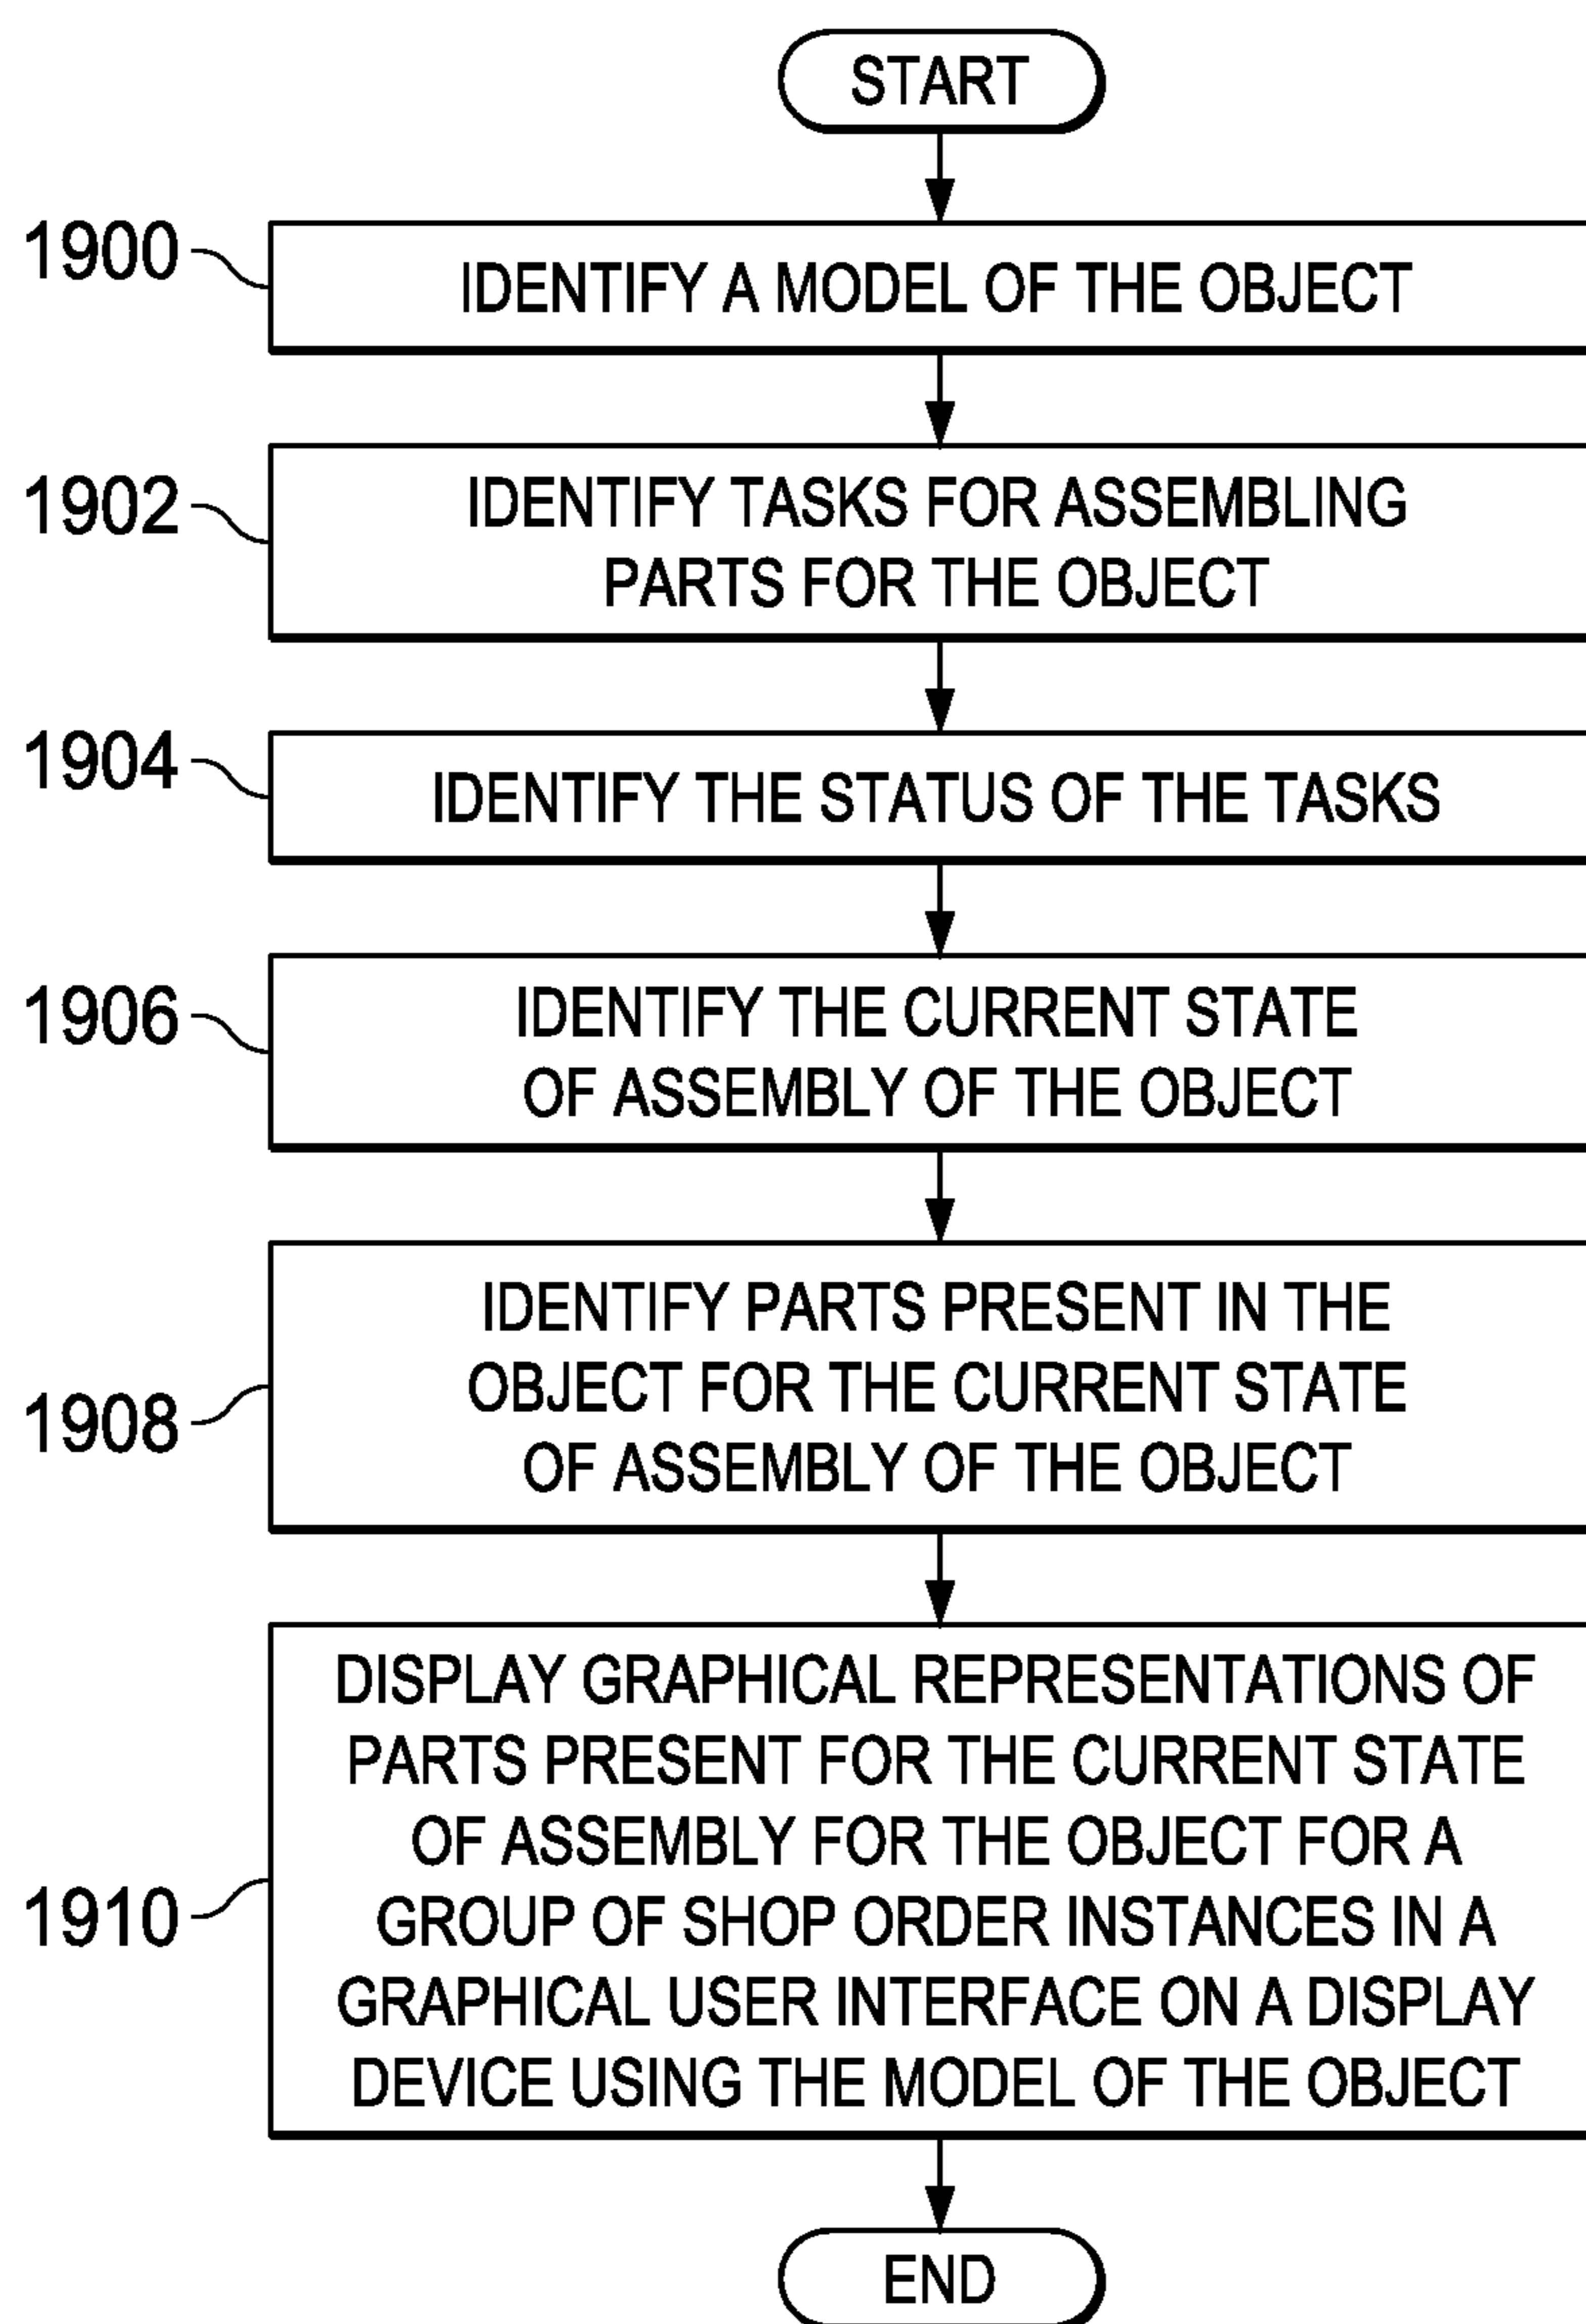 START
1900
IDENTIFY A MODEL OF THE OBJECT
1902
IDENTIFY TASKS FOR ASSEMBLING
PARTS FOR THE OBJECT
1904
IDENTIFY THE STATUS OF THE TASKS
1906
IDENTIFY THE CURRENT STATE
OF ASSEMBLY OF THE OBJECT
1908
IDENTIFY PARTS PRESENT IN THE
OBJECT FOR THE CURRENT STATE
OF ASSEMBLY OF THE OBJECT
1910
DISPLAY GRAPHICAL REPRESENTATIONS OF
PARTS PRESENT FOR THE CURRENT STATE
OF ASSEMBLY FOR THE OBJECT FOR A
GROUP OF SHOP ORDER INSTANCES IN A
GRAPHICAL USER INTERFACE ON A DISPLAY
DEVICE USING THE MODEL OF THE OBJECT
END